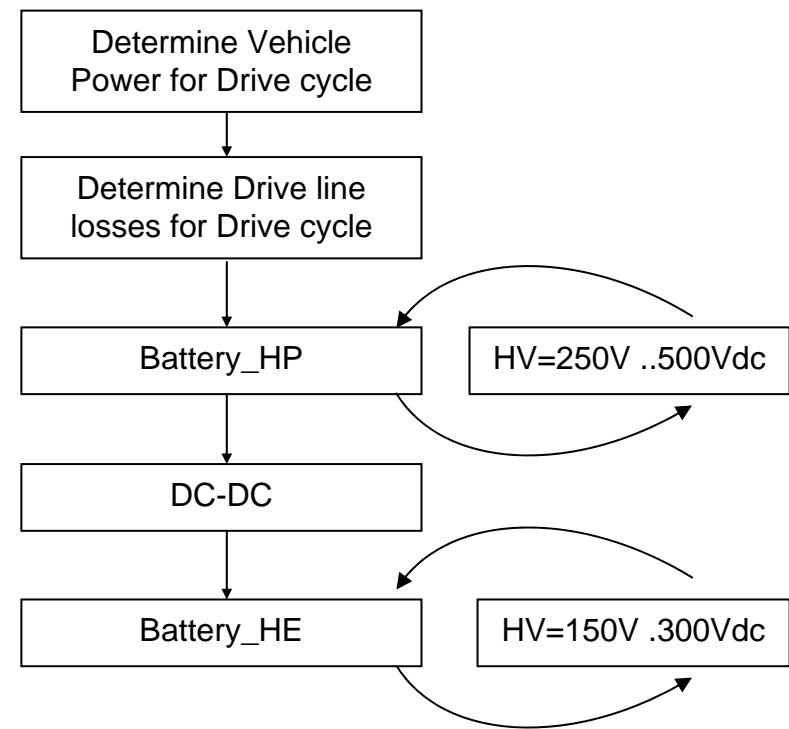 Determine Vehicle
Power for Drive cycle
Determine Drive line
losses for Drive cycle
Battery_HP
HV=250V ..500Vdc
DC-DC
Battery_HE
HV=150V .300Vdc